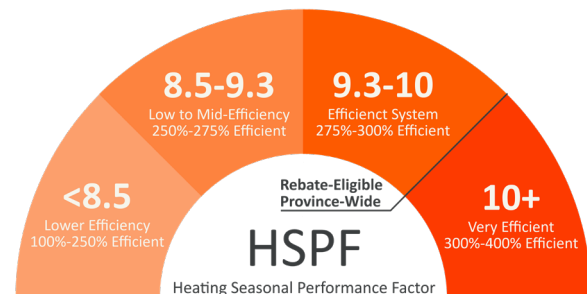 8.5-9.3
Low to Mid-Efficiency
250%-275% Efficient
9.3-10
Efficienct System
275%-300% Efficient
<8.5
Lower Efficiency
100%-250% Efficient
Rebate-Eligible
Province-Wide
10+
Very Efficient
300%-400% Efficient
HSPF
Heating Seasonal Performance Factor